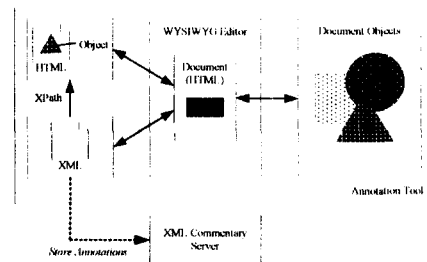 Object
HTML
XPath
XML
Store Annotations
WYSIWYG Editor
Document
(HTML)
XML Commentary
Server
Document Objects
Annotation Tool